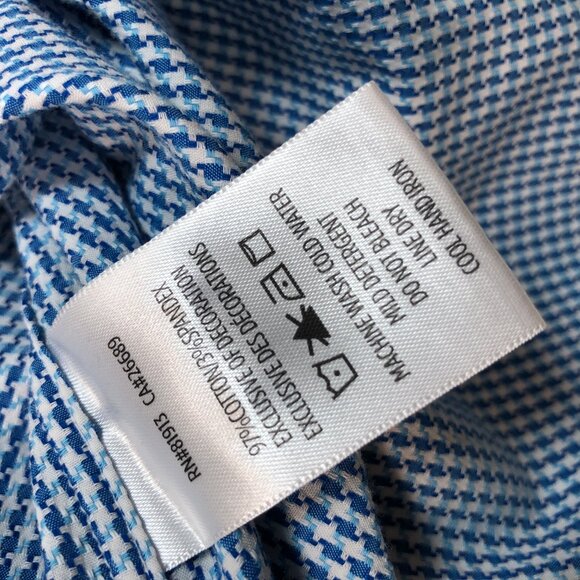 RN#81913 CA#26689
97%COTTON/3%SPANDEX
EXCLUSIVE OF DECORATION
EXCLUSIVE DES DÉCORATIONS
MACHINE WASH COLD WATER
MILD DETERGENT
DO NOT BLEACH
LINE DRY
COOL HAND IRON